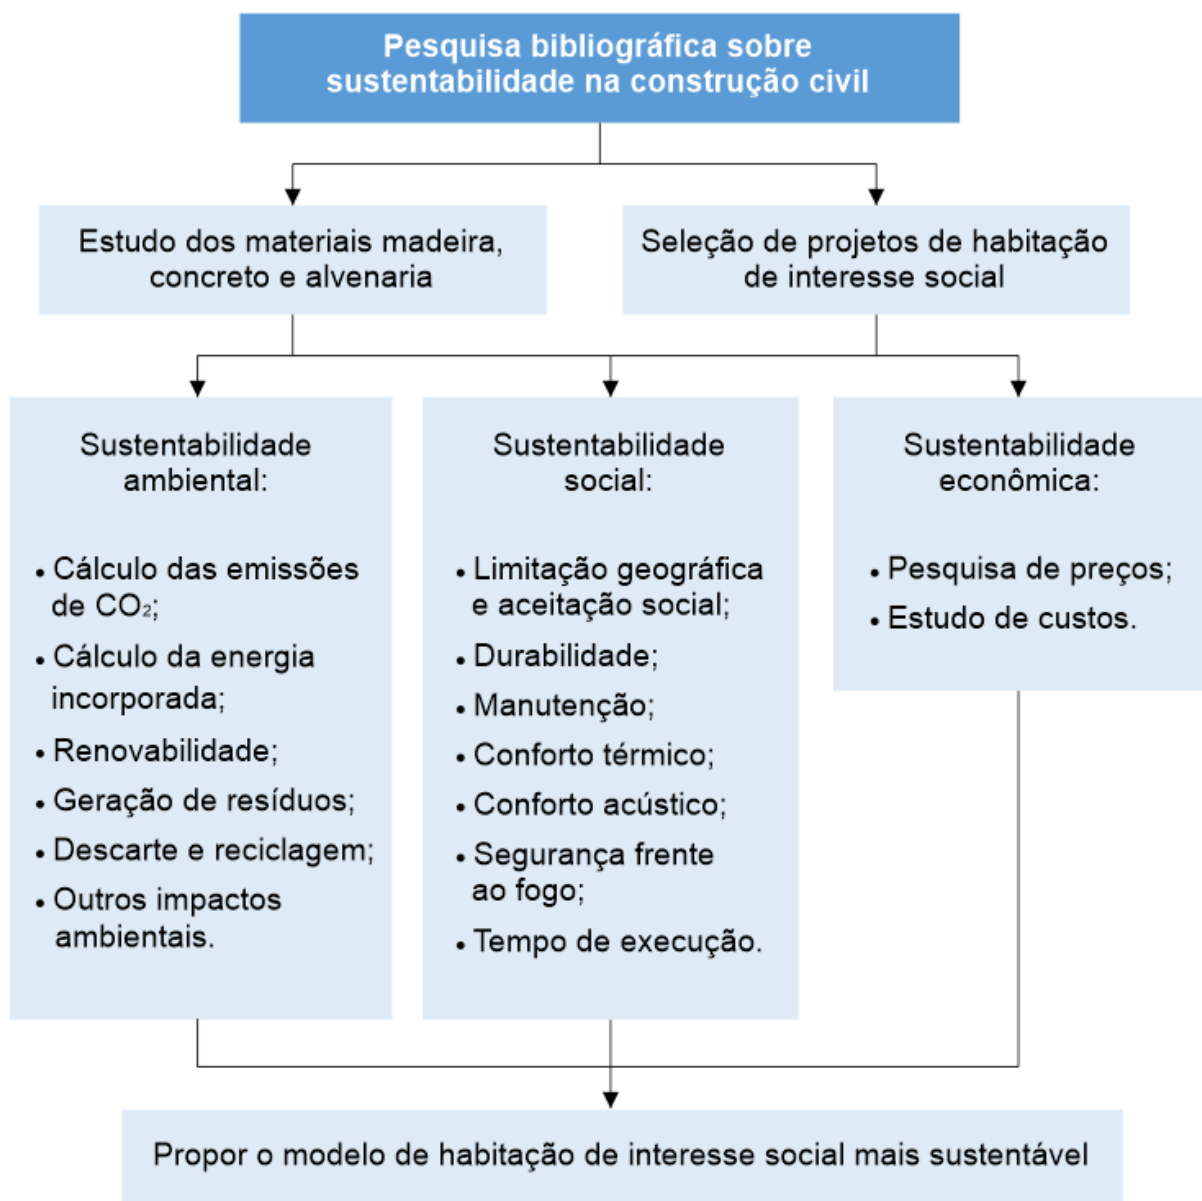 Pesquisa bibliográfica sobre
sustentabilidade na construção civil
Estudo dos materiais madeira,
concreto e alvenaria
Seleção de projetos de habitação
de interesse social
Sustentabilidade
ambiental:
• Cálculo das emissões
de CO₂;
• Cálculo da energia
incorporada;
• Renovabilidade;
• Geração de resíduos;
• Descarte e reciclagem;
• Outros impactos
ambientais.
Sustentabilidade
social:
• Limitação geográfica
e aceitação social;
• Durabilidade;
• Manutenção;
• Conforto térmico;
• Conforto acústico;
• Segurança frente
ao fogo;
• Tempo de execução.
Sustentabilidade
econômica:
• Pesquisa de preços;
• Estudo de custos.
Propor o modelo de habitação de interesse social mais sustentável